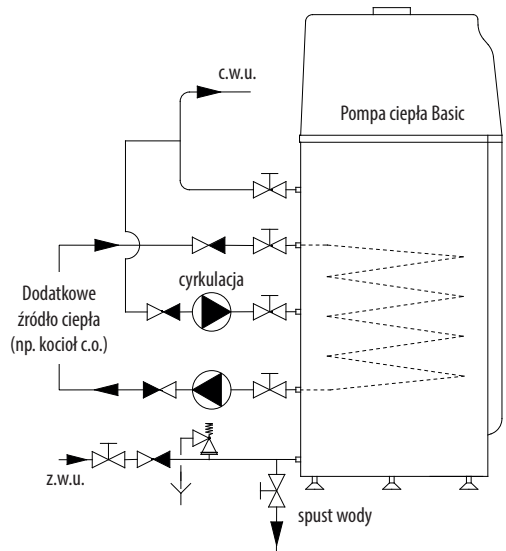 c.w.u.
Pompa ciepła Basic
cyrkulacja
Dodatkowe
źródło ciepła
(np. kocioł c.o.)
z.w.u.
spust wody